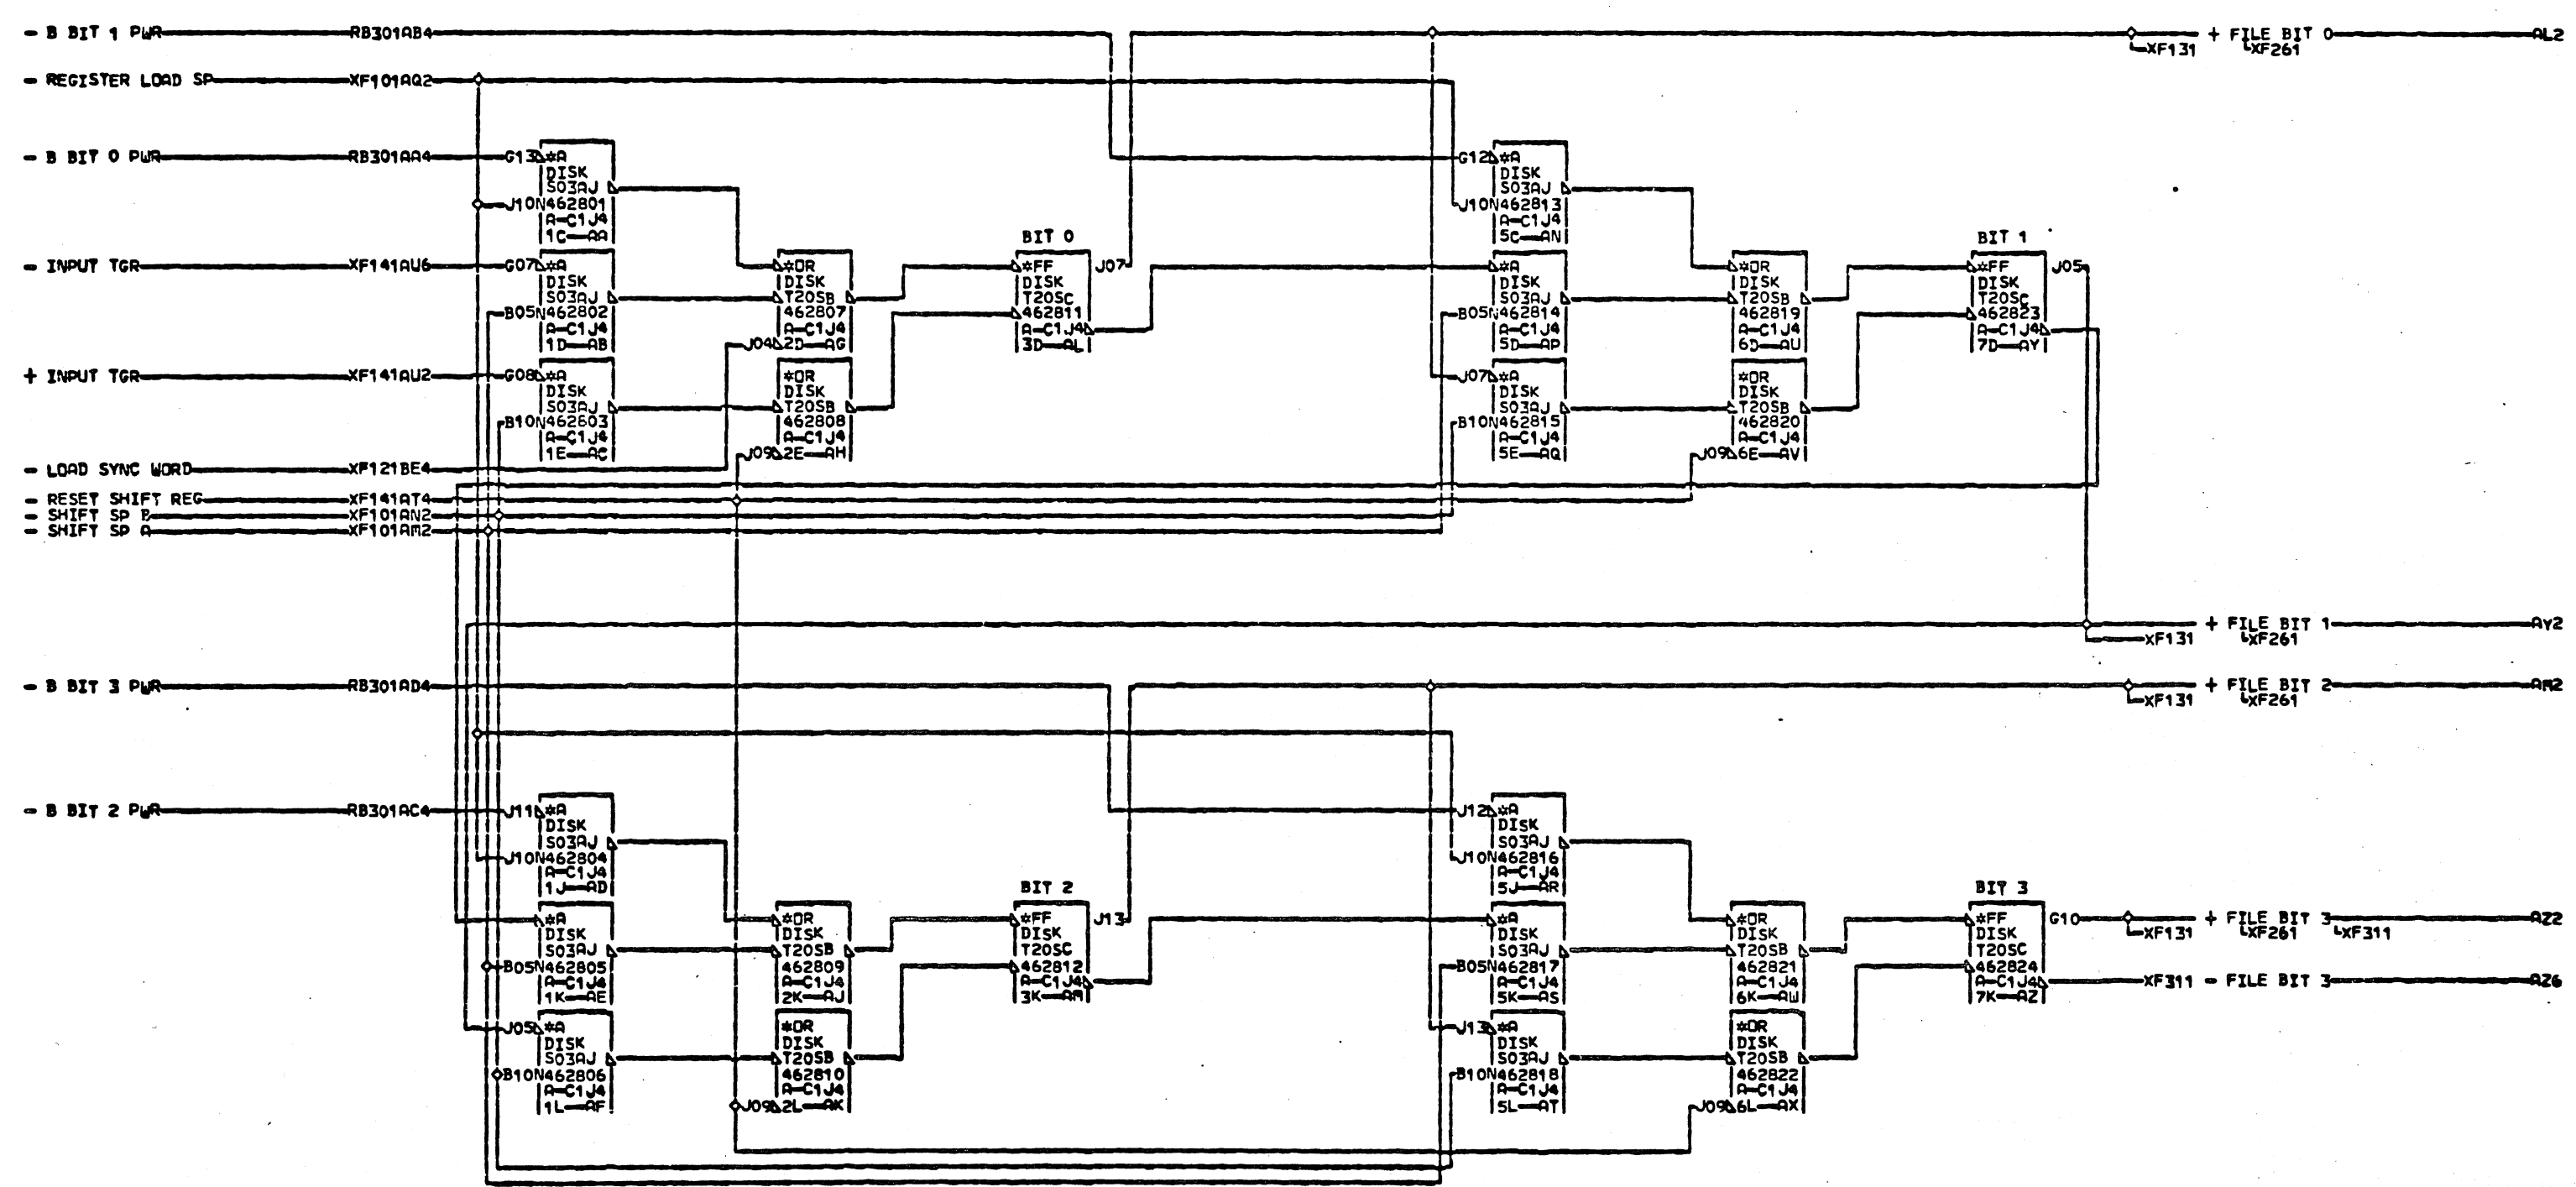 - B BIT 1 PWR RB301AB4 + FILE BIT 0 AL2
XF131 XF261
- REGISTER LOAD SP XF101AQ2
- B BIT 0 PWR RB301AA4 G13 *A G12 *A
DISK DISK
S03AJ S03AJ
J10 N462801 J10 N462813
A-C1J4 A-C1J4
1C-AA 5C-AN
BIT 0 BIT 1
- INPUT TGR XF141AU6 G07 *A *OR *FF J07 *A *OR *FF J05
DISK DISK DISK DISK DISK DISK
S03AJ T20SB T20SC S03AJ T20SB T20SC
B05 N462802 462807 462811 B05 N462814 462819 462823
A-C1J4 A-C1J4 A-C1J4 A-C1J4 A-C1J4 A-C1J4
1D-AB J04 2D-AG 3D-AL 5D-AP 6D-AU 7D-AY
+ INPUT TGR XF141AU2 G08 *A *OR J07 *A *OR
DISK DISK DISK DISK
S03AJ T20SB S03AJ T20SB
B10 N462803 462808 B10 N462815 462820
A-C1J4 A-C1J4 A-C1J4 A-C1J4
1E-AC J09 2E-AH 5E-AQ J09 6E-AV
- LOAD SYNC WORD XF121BE4
- RESET SHIFT REG XF141AT4
- SHIFT SP B XF101AN2
- SHIFT SP A XF101AM2
+ FILE BIT 1 AY2
XF131 XF261
- B BIT 3 PWR RB301AD4 + FILE BIT 2 AM2
XF131 XF261
- B BIT 2 PWR RB301AC4 J11 *A J12 *A
DISK DISK
S03AJ S03AJ
J10 N462804 J10 N462816
A-C1J4 A-C1J4
1J-AD 5J-AR
BIT 2 BIT 3
*A *OR *FF J13 *A *OR *FF G10 + FILE BIT 3 AZ2
XF131 XF261 XF311
DISK DISK DISK DISK DISK DISK
S03AJ T20SB T20SC S03AJ T20SB T20SC
B05 N462805 462809 462812 B05 N462817 462821 462824
A-C1J4 A-C1J4 A-C1J4 A-C1J4 A-C1J4 A-C1J4 XF311 - FILE BIT 3 AZ6
1K-AE 2K-AJ 3K-AM 5K-AS 6K-AW 7K-AZ
J05 *A *OR J13 *A *OR
DISK DISK DISK DISK
S03AJ T20SB S03AJ T20SB
B10 N462806 462810 B10 N462818 462822
A-C1J4 A-C1J4 A-C1J4 A-C1J4
1L-AF J09 2L-AK 5L-AT J09 6L-AX